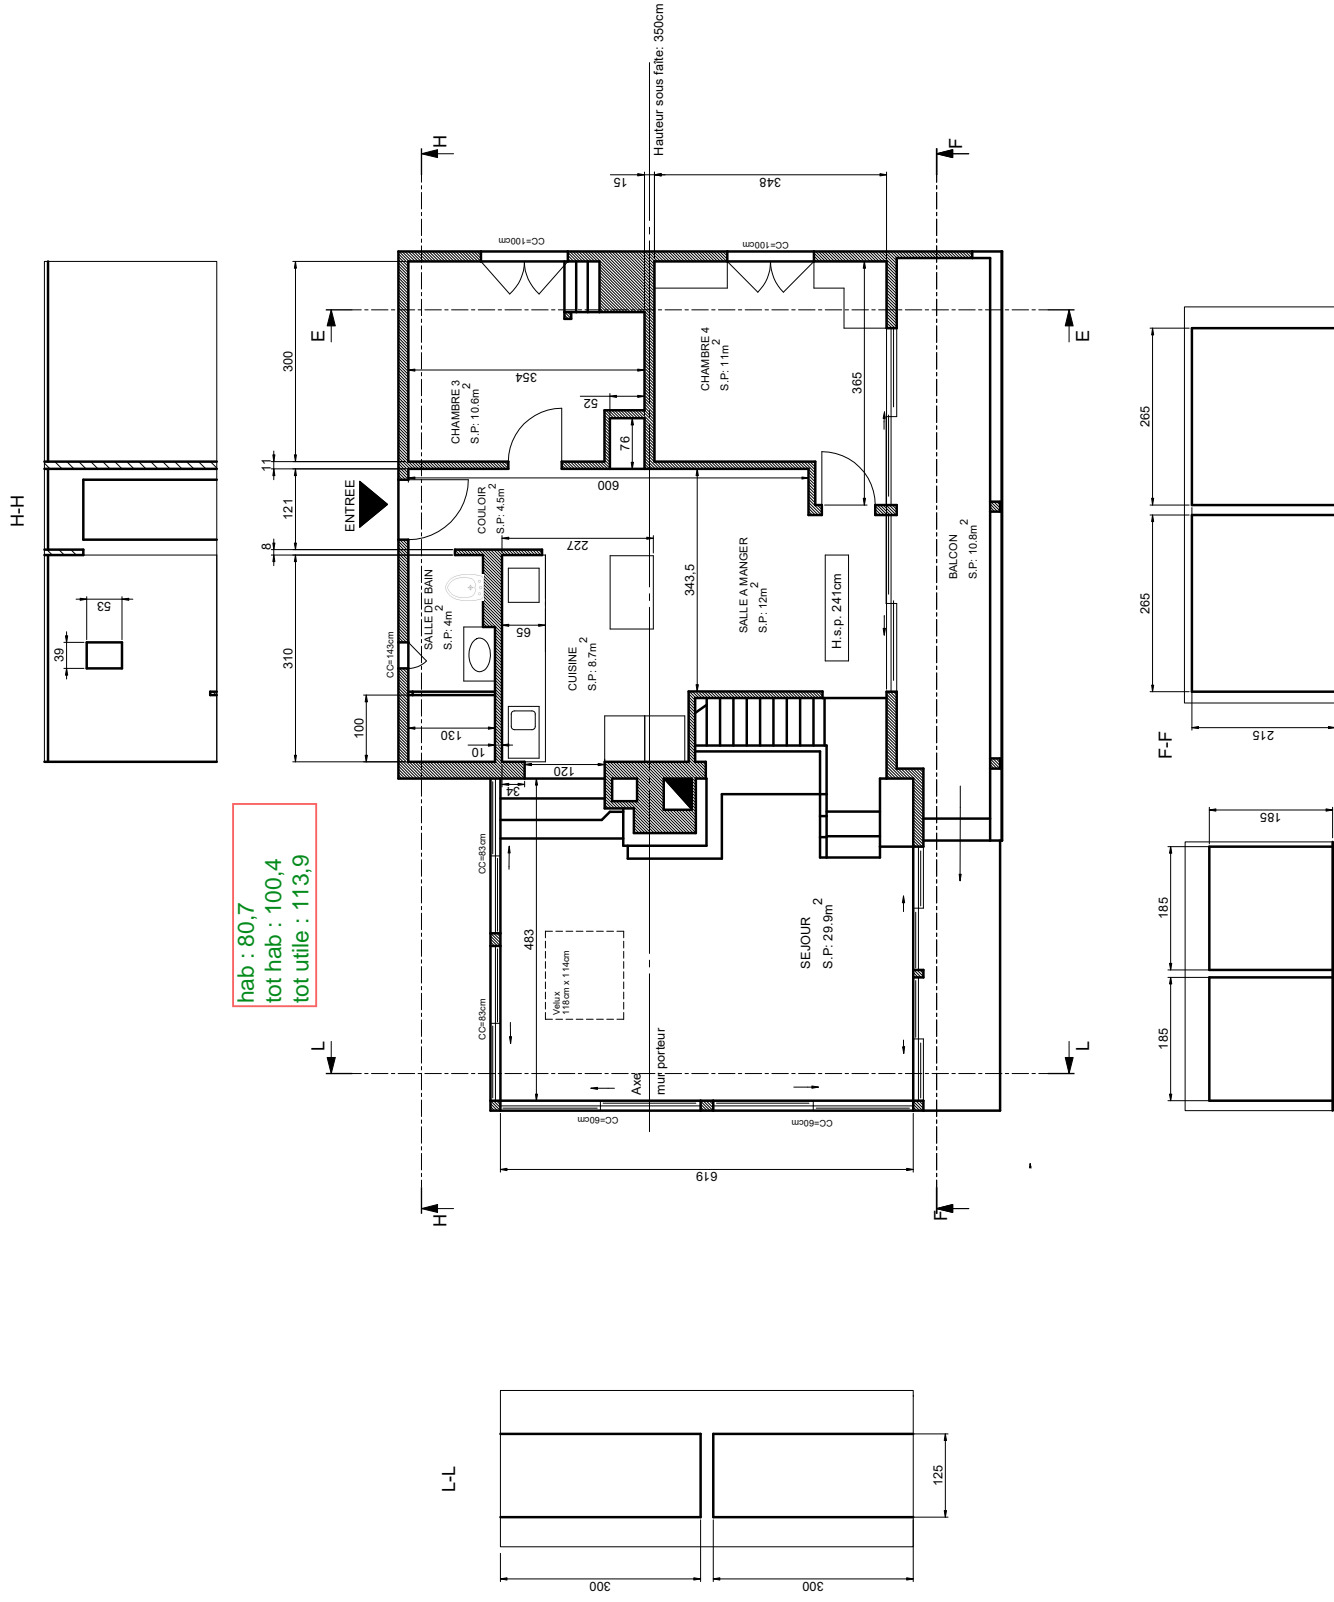 H-H
53
39
Hauteur sous faîte: 350cm
H
F
15
348
CC=100cm
CC=100cm
E
E
300
11
121
8
310
100
ENTREE
CHAMBRE 3
S.P: 10.6m2
354
52
76
CHAMBRE 4
S.P: 11m2
365
COULOIR
S.P: 4.5m2
600
227
SALLE DE BAIN
S.P: 4m2
CC=143cm
130
10
65
CUISINE
S.P: 8.7m2
343,5
SALLE A MANGER
S.P: 12m2
H.s.p. 241cm
BALCON
S.P: 10.8m2
120
34
CC=83cm
CC=83cm
483
Velux
118cm x 114cm
SEJOUR
S.P: 29.9m2
Axe
mur porteur
CC=60cm
CC=60cm
619
L
L
H
F
hab : 80,7
tot hab : 100,4
tot utile : 113,9
F-F
265
265
215
185
185
185
L-L
125
300
300